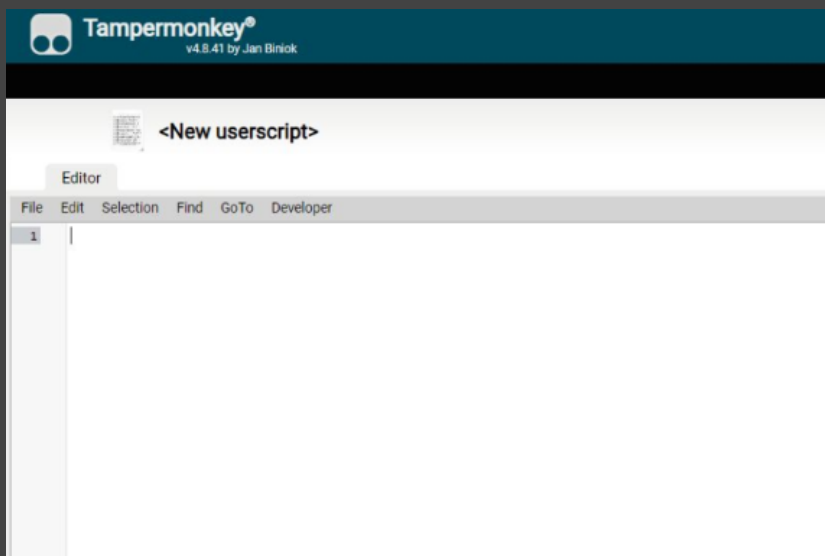 Tampermonkey®
v4.8.41 by Jan Biniok
<New userscript>
Editor
File Edit Selection Find GoTo Developer
1